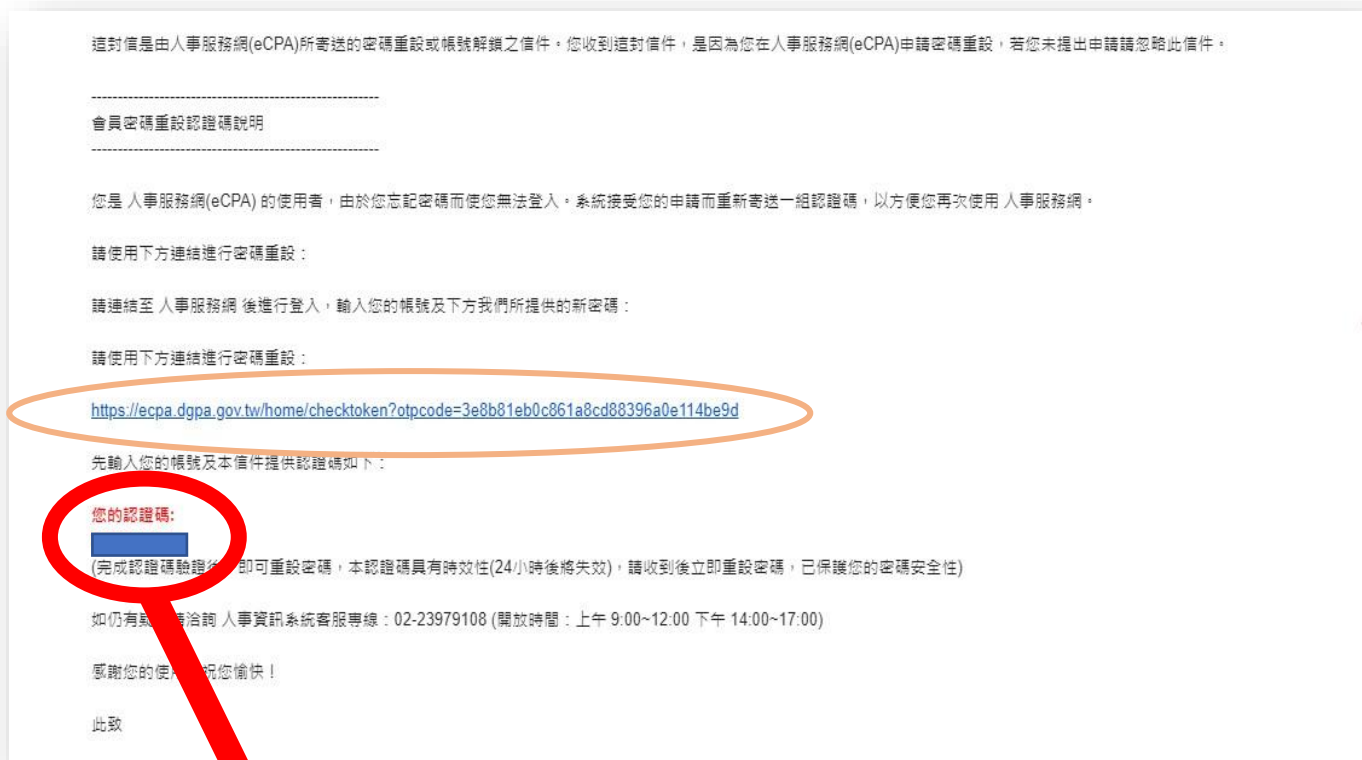 這封信是由人事服務網(eCPA)所寄送的密碼重設或帳號解鎖之信件。您收到這封信件，是因為您在人事服務網(eCPA)申請密碼重設，若您未提出申請請忽略此信件。
-------------------------------------------------------
會員密碼重設認證碼說明
-------------------------------------------------------
您是 人事服務網(eCPA) 的使用者，由於您忘記密碼而使您無法登入。系統接受您的申請而重新寄送一組認證碼，以方便您再次使用 人事服務網。
請使用下方連結進行密碼重設：
請連結至 人事服務網 後進行登入，輸入您的帳號及下方我們所提供的新密碼：
請使用下方連結進行密碼重設：
https://ecpa.dgpa.gov.tw/home/checktoken?otpcode=3e8b81eb0c861a8cd88396a0e114be9d
先輸入您的帳號及本信件提供認證碼如下：
您的認證碼:
(完成認證碼驗證後 即可重設密碼，本認證碼具有時效性(24小時後將失效)，請收到後立即重設密碼，已保護您的密碼安全性)
如仍有 洽詢 人事資訊系統客服專線：02-23979108 (開放時間：上午 9:00~12:00 下午 14:00~17:00)
感謝您的使 祝您愉快！
此致